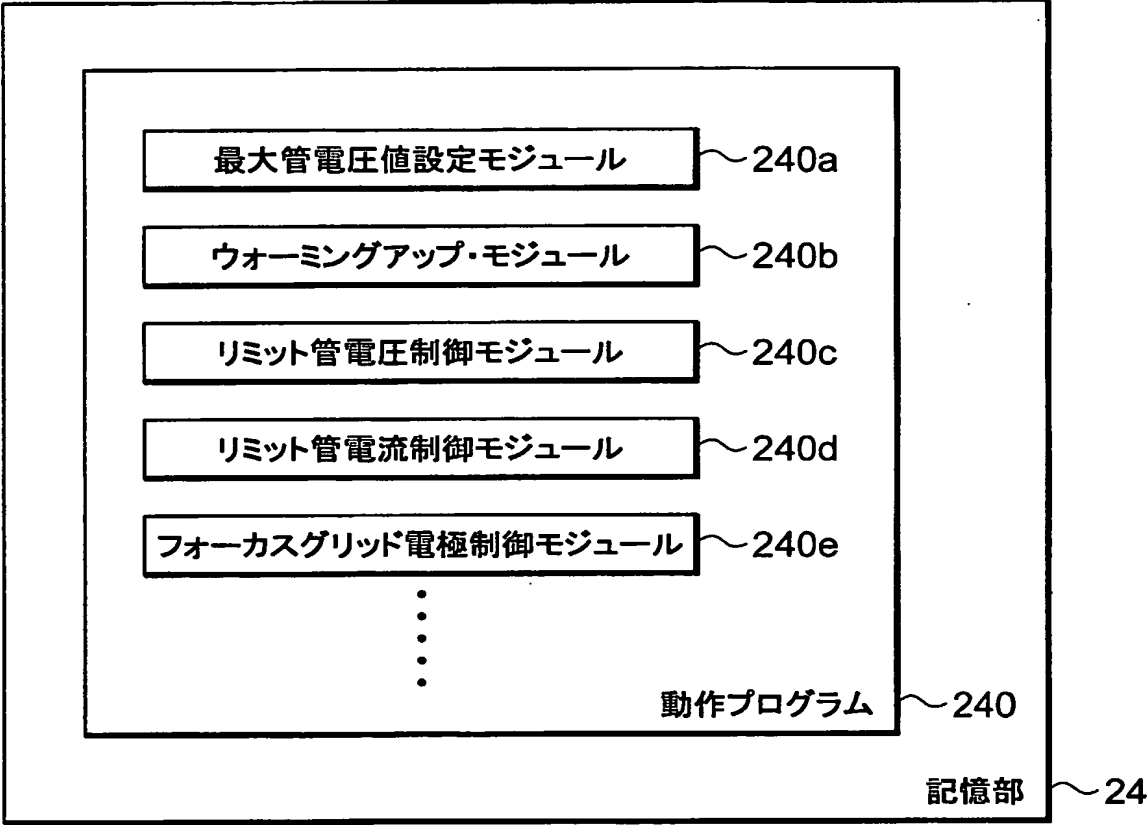 最大管電圧値設定モジュール 240a
ウォーミングアップ・モジュール 240b
リミット管電圧制御モジュール 240c
リミット管電流制御モジュール 240d
フォーカスグリッド電極制御モジュール 240e
動作プログラム 240
記憶部 24